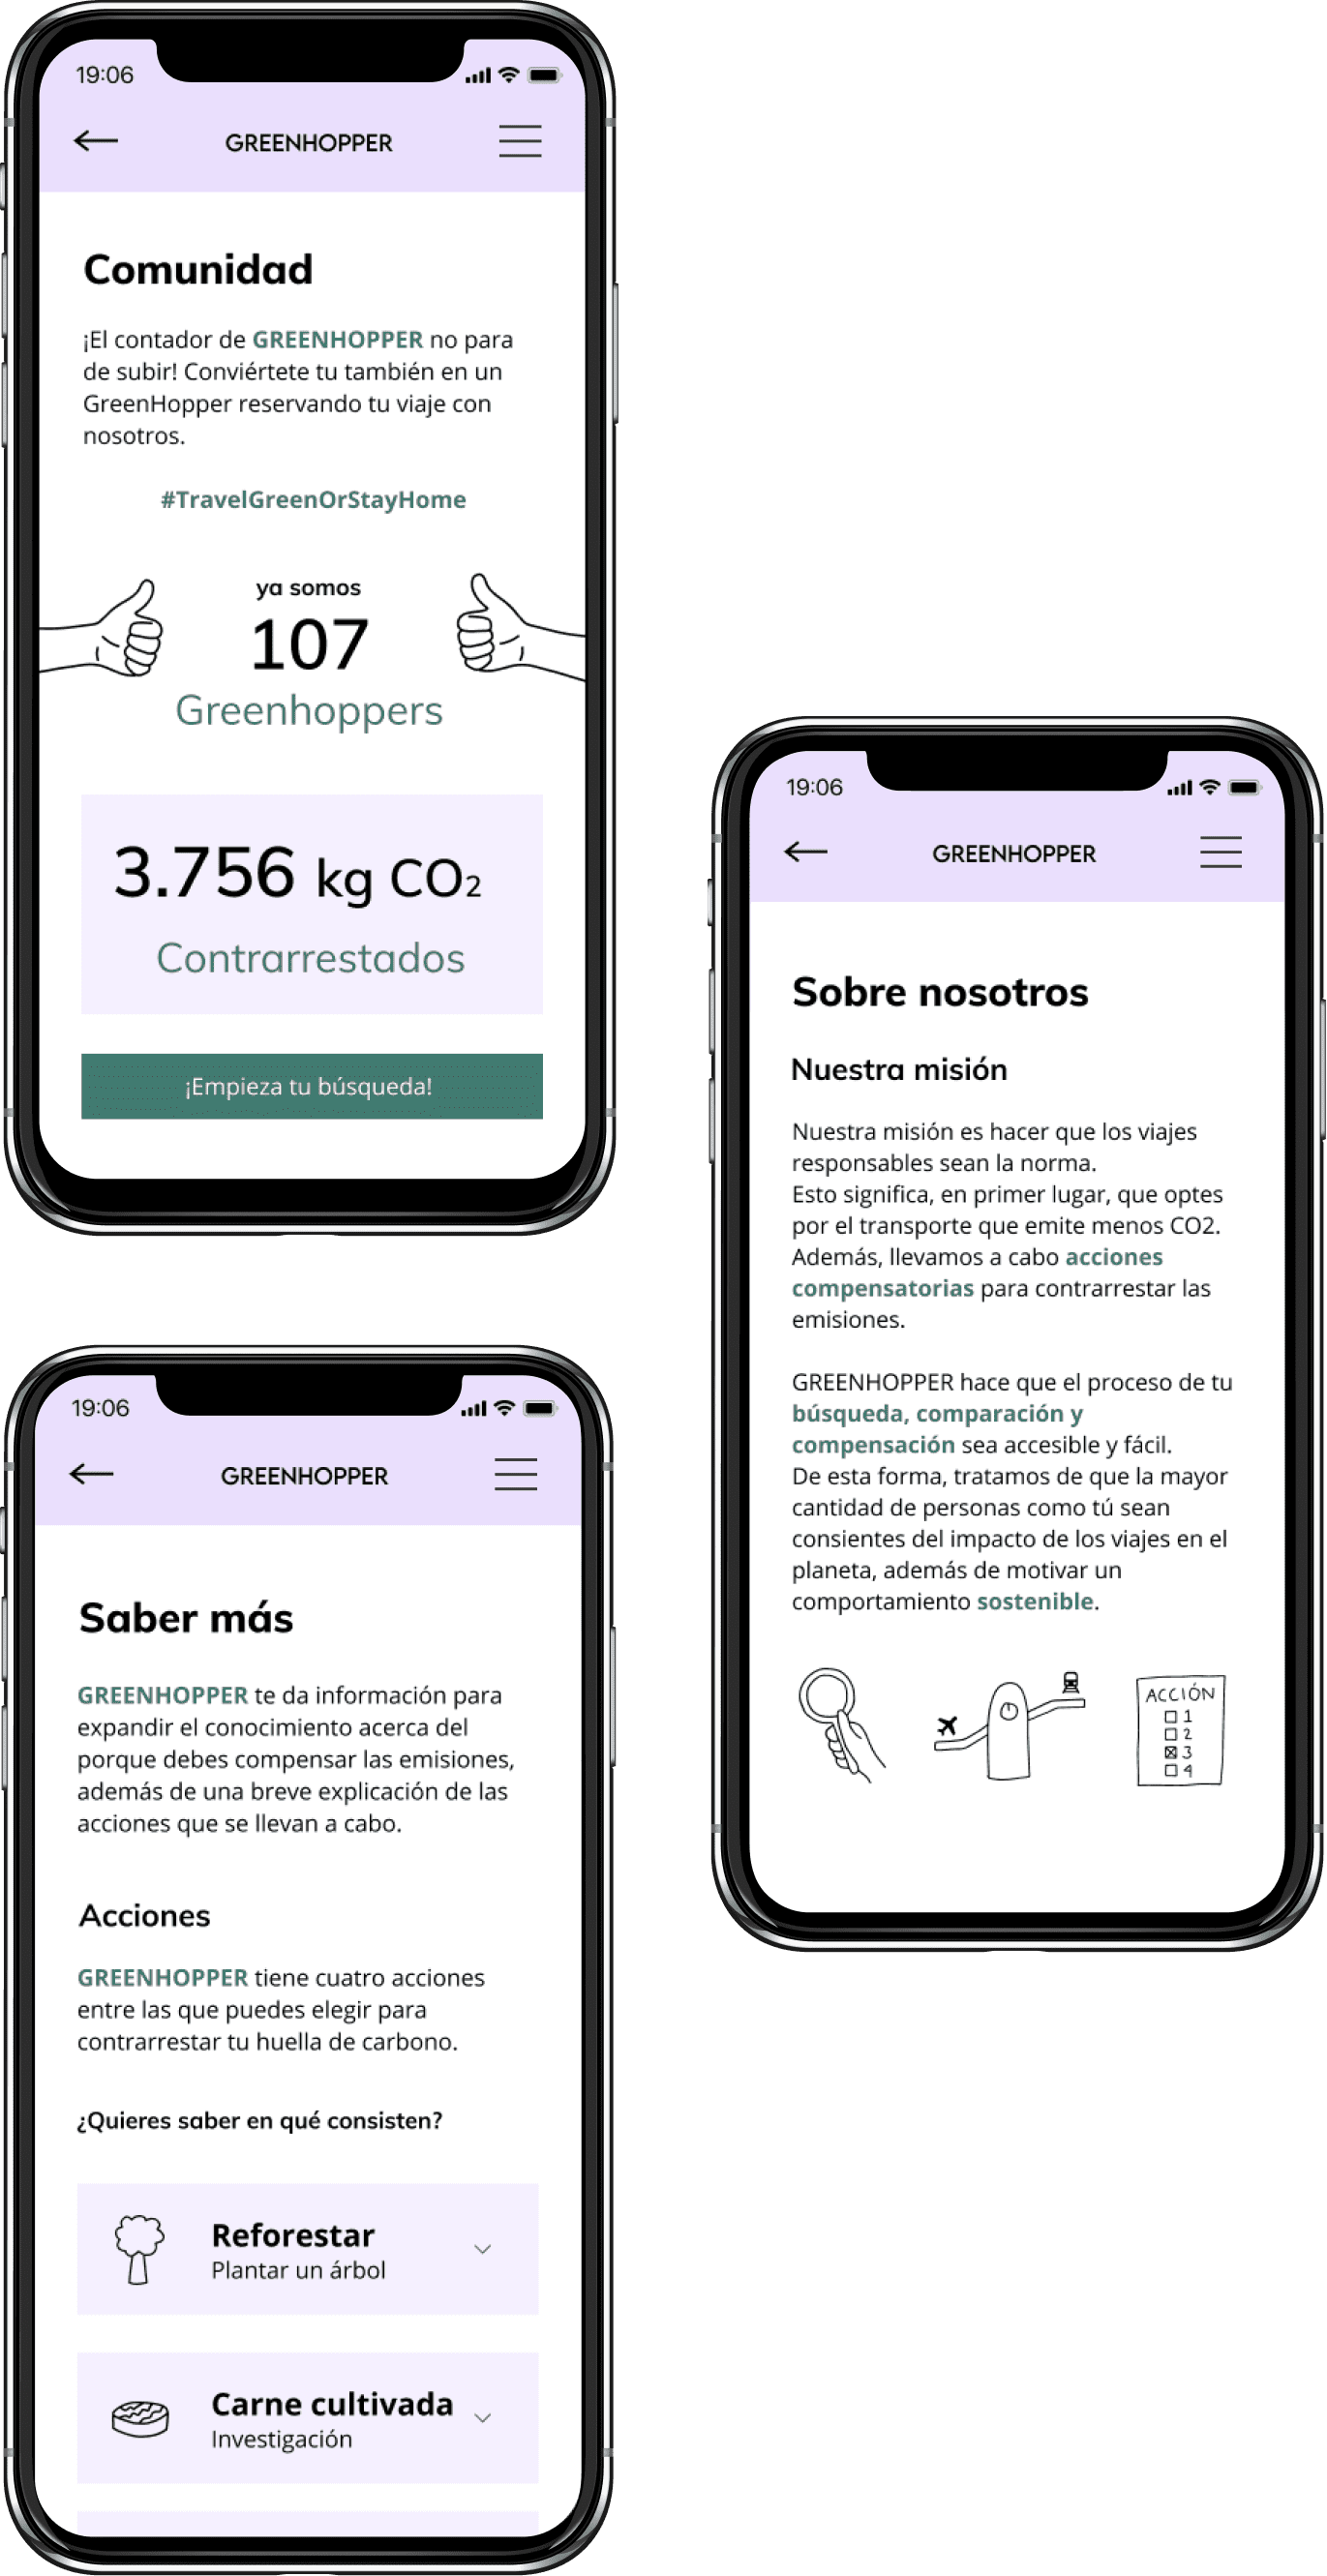 19:06
GREENHOPPER
Comunidad
¡El contador de GREENHOPPER no para
de subir! Conviértete tu también en un
GreenHopper reservando tu viaje con
nosotros.
#TravelGreenOrStayHome
ya somos
107
Greenhoppers
3.756 kg CO₂
Contrarrestados
¡Empieza tu búsqueda!
19:06
GREENHOPPER
Sobre nosotros
Nuestra misión
Nuestra misión es hacer que los viajes
responsables sean la norma.
Esto significa, en primer lugar, que optes
por el transporte que emite menos CO2.
Además, llevamos a cabo acciones
compensatorias para contrarrestar las
emisiones.
GREENHOPPER hace que el proceso de tu
búsqueda, comparación y
compensación sea accesible y fácil.
De esta forma, tratamos de que la mayor
cantidad de personas como tú sean
consientes del impacto de los viajes en el
planeta, además de motivar un
comportamiento sostenible.
ACCIÓN
1
2
3
4
19:06
GREENHOPPER
Saber más
GREENHOPPER te da información para
expandir el conocimiento acerca del
porque debes compensar las emisiones,
además de una breve explicación de las
acciones que se llevan a cabo.
Acciones
GREENHOPPER tiene cuatro acciones
entre las que puedes elegir para
contrarrestar tu huella de carbono.
¿Quieres saber en qué consisten?
Reforestar
Plantar un árbol
Carne cultivada
Investigación